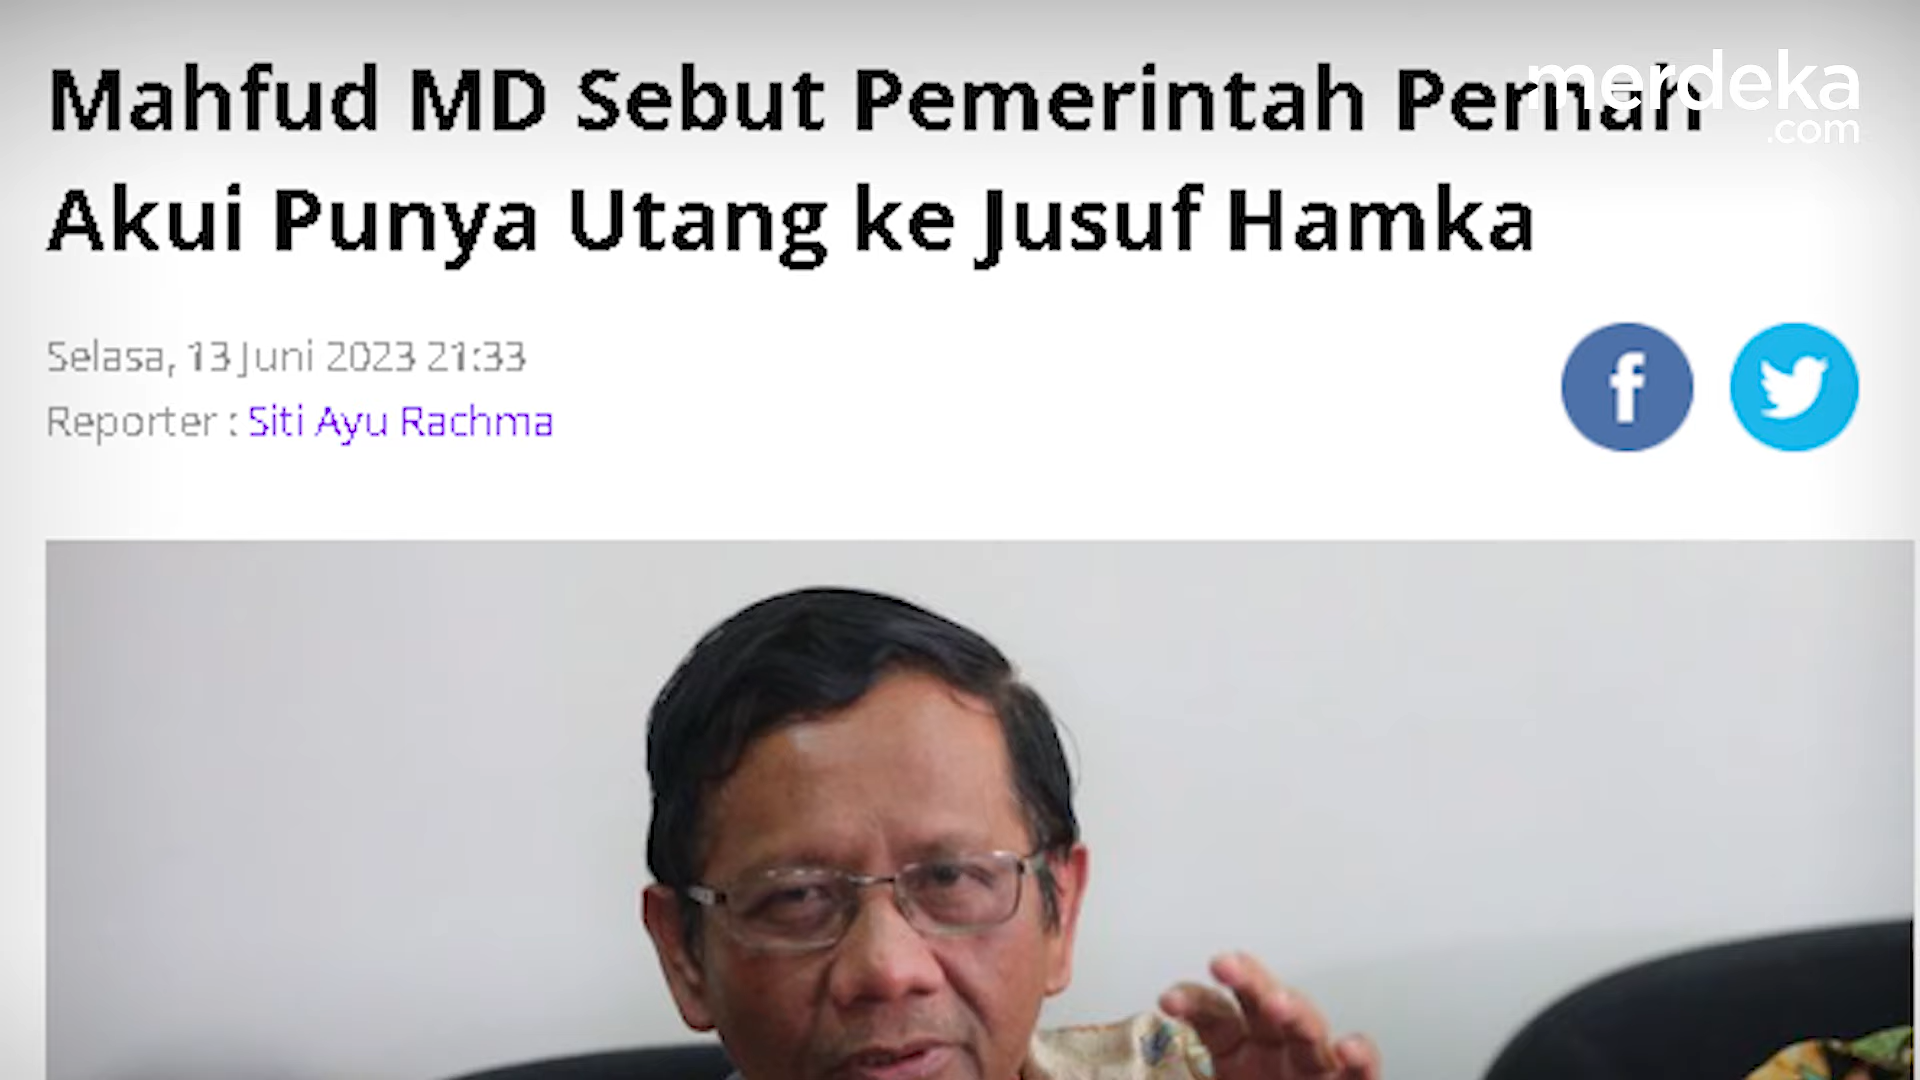 Mahfud MD Sebut Pemerintah Pernah
Akui Punya Utang ke Jusuf Hamka
merdeka
.com
Selasa, 13 Juni 2023 21:33
Reporter : Siti Ayu Rachma